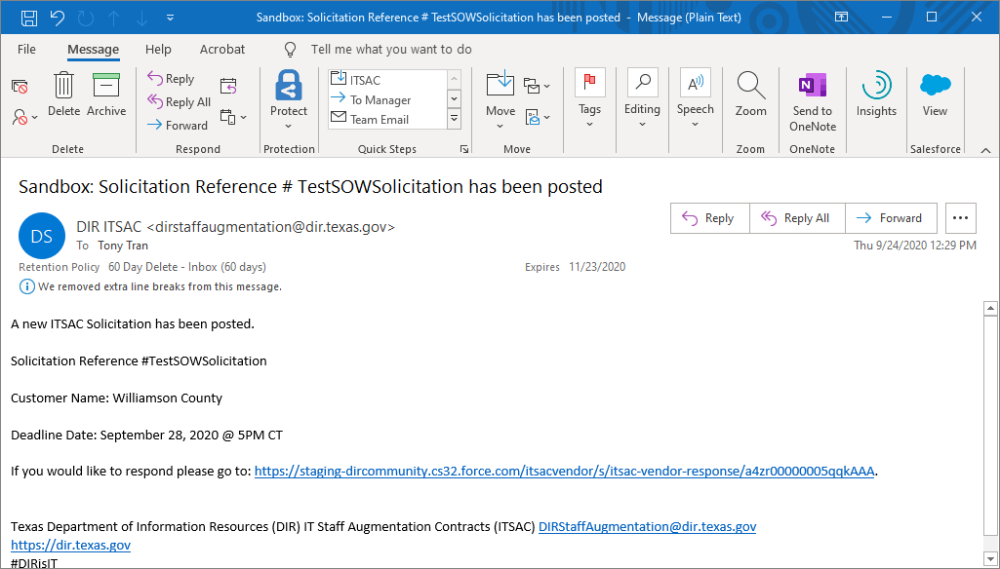 Sandbox: Solicitation Reference # TestSOWSolicitation has been posted - Message (Plain Text)
File Message Help Acrobat Tell me what you want to do
Delete Archive
Reply
Reply All
Forward
Protect
ITSAC
To Manager
Team Email
Move
Tags
Editing
Speech
Zoom
Send to
OneNote
Insights
View
Delete Respond Protection Quick Steps Move Zoom OneNote Salesforce
Sandbox: Solicitation Reference # TestSOWSolicitation has been posted
DS
DIR ITSAC <dirstaffaugmentation@dir.texas.gov>
To Tony Tran
Reply Reply All Forward
Thu 9/24/2020 12:29 PM
Retention Policy 60 Day Delete - Inbox (60 days) Expires 11/23/2020
We removed extra line breaks from this message.
A new ITSAC Solicitation has been posted.
Solicitation Reference #TestSOWSolicitation
Customer Name: Williamson County
Deadline Date: September 28, 2020 @ 5PM CT
If you would like to respond please go to: https://staging-dircommunity.cs32.force.com/itsacvendor/s/itsac-vendor-response/a4zr00000005qqkAAA.
Texas Department of Information Resources (DIR) IT Staff Augmentation Contracts (ITSAC) DIRStaffAugmentation@dir.texas.gov
https://dir.texas.gov
#DIRisIT